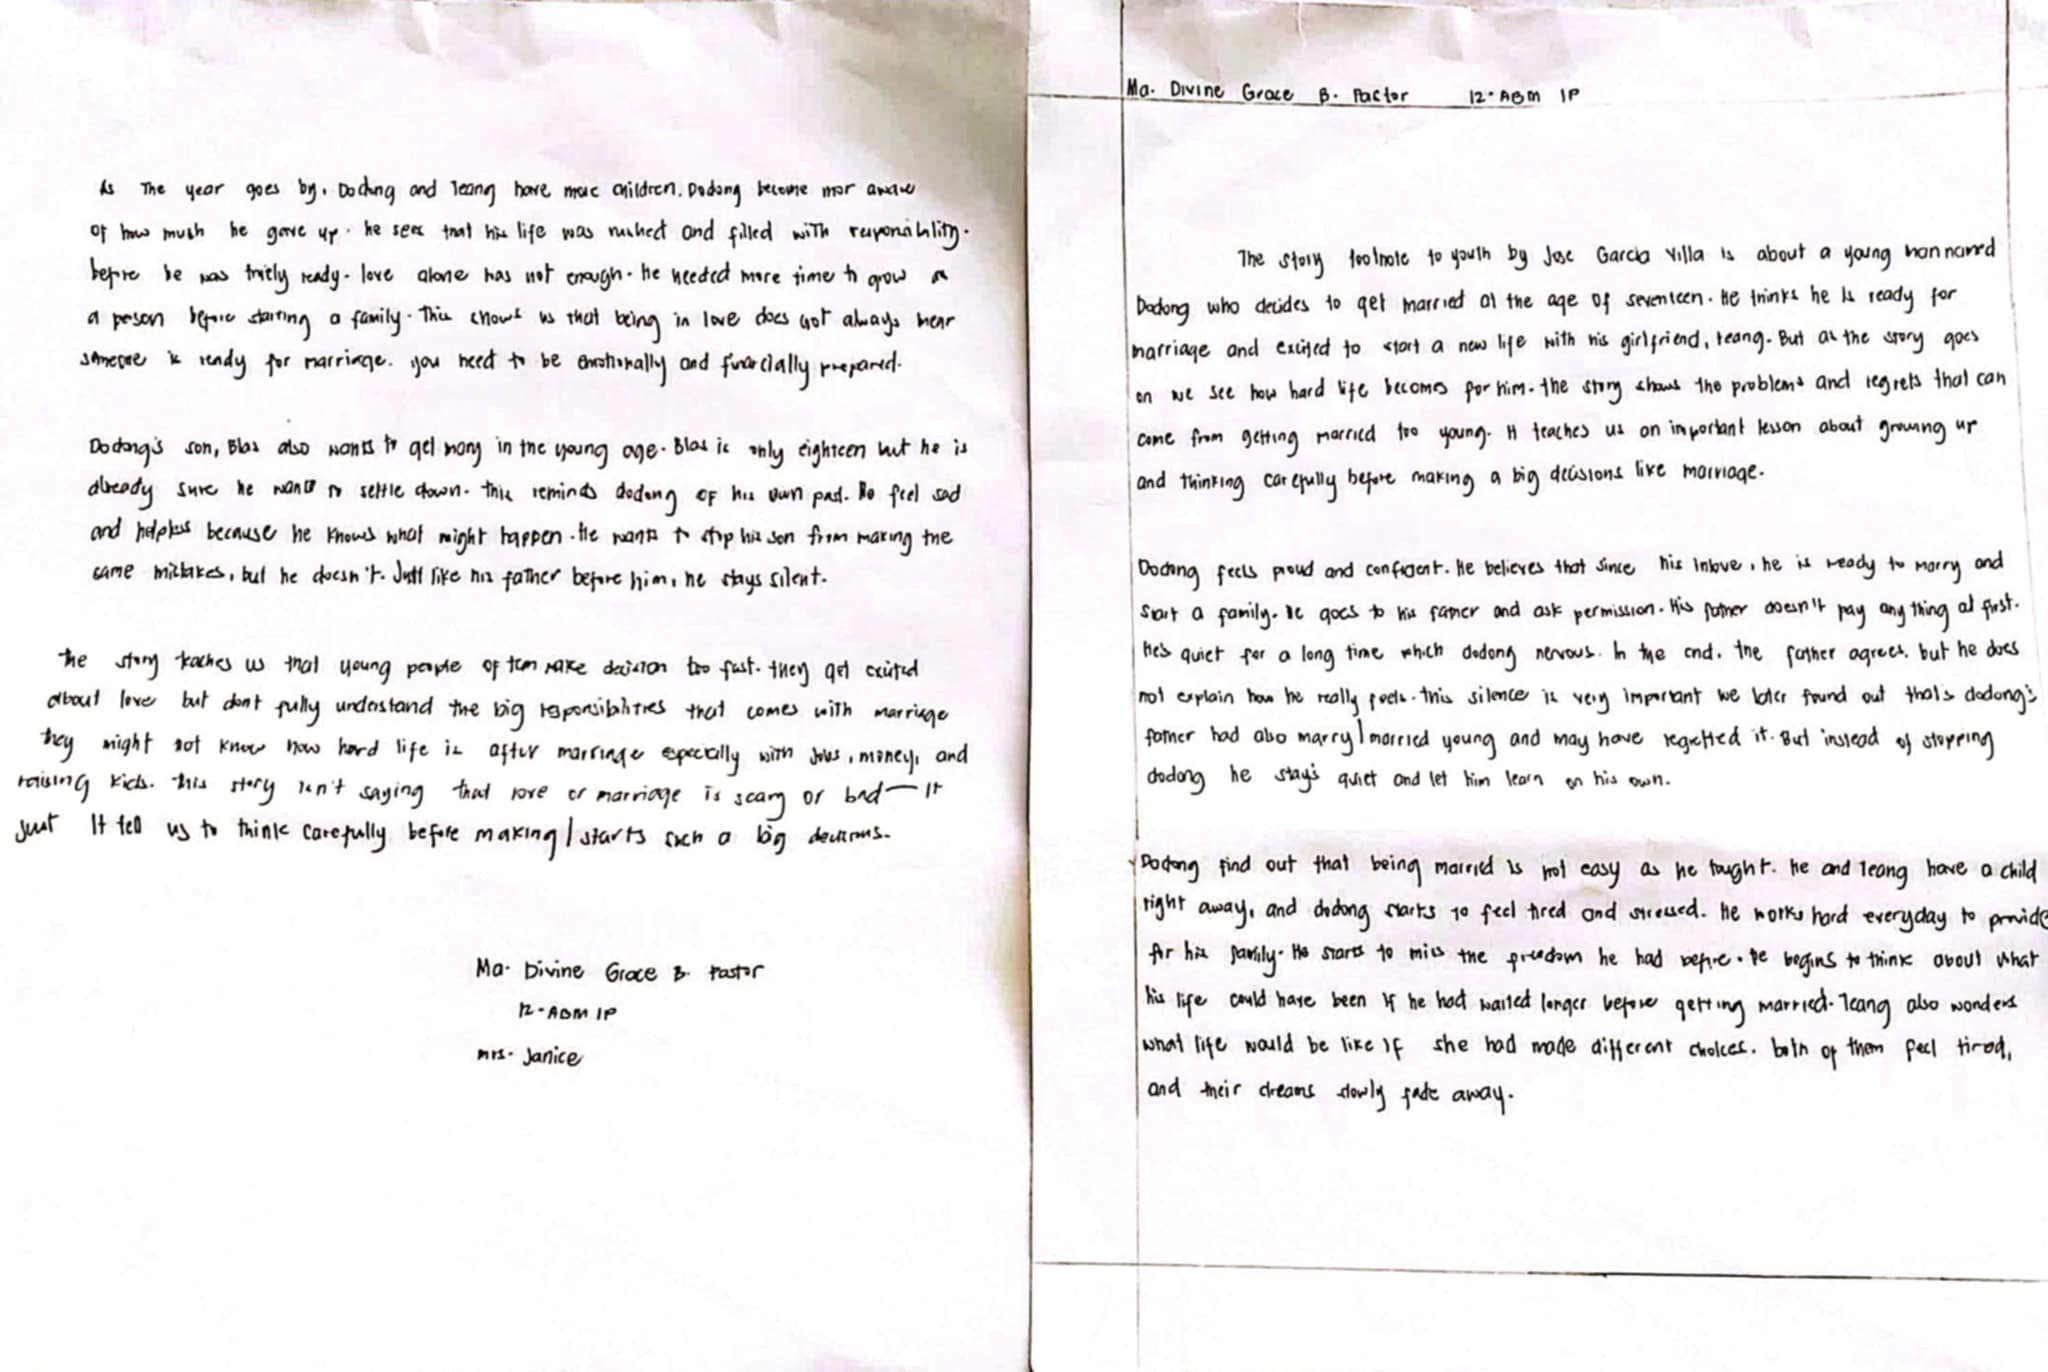 Ma. Divine Grace B. Pastor 12-ABM 1P
The story footnote to youth by Jose Garcia Villa is about a young man named
Dodong who decides to get married at the age of seventeen. He thinks he is ready for
marriage and excited to start a new life with his girlfriend, teang. But as the story goes
on we see how hard life becomes for him. the story shows the problems and regrets that can
come from getting married too young. It teaches us an important lesson about growing up
and thinking carefully before making a big decisions like marriage.
Dodong feels proud and confident. He believes that since his inlove, he is ready to marry and
start a family. He goes to his father and ask permission. His father doesn't pay anything at first.
he's quiet for a long time which dodong nervous. In the end, the father agrees, but he does
not explain how he really feels. this silence is very important we later found out that's dodong's
father had also marry/married young and may have regretted it. But instead of stopping
dodong he stay's quiet and let him learn on his own.
Dodong find out that being married is not easy as he tought. he and Teang have a child
right away, and dodong starts to feel tired and stressed. He works hard everyday to provide
for his family. He starts to miss the freedom he had before. He begins to think about what
his life could have been if he had waited longer before getting married. Teang also wonders
what life would be like if she had made different choices. both of them feel tired,
and their dreams slowly fade away.
As the year goes by, Dodong and Teang have more children. Dodong become mor aware
of how much he gave up. he sees that his life was rushed and filled with responsibility.
before he was truly ready. love alone has not enough. He needed more time to grow as
a person before starting a family. This shows us that being in love does not always mean
someone is ready for marriage. you need to be emotionally and financially prepared.
Dodong's son, Blas also wants to get marry in the young age. Blas is only eighteen but he is
already sure he wants to settle down. this reminds dodong of his own past. He feel sad
and helpless because he knows what might happen. He wants to stop his son from making the
same mistakes, but he doesn't. Just like his father before him, he stays silent.
the story teaches us that young people often make decision too fast. they get excited
about love but dont fully understand the big responsibilities that comes with marriage
they might not know how hard life is after marriage especially with jobs, money, and
raising kids. this story isn't saying that love or marriage is scary or bad — It
just It tell us to think carefully before making/starts such a big decisions.
Ma. Divine Grace B. Pastor
12-ABM 1P
mrs. Janice